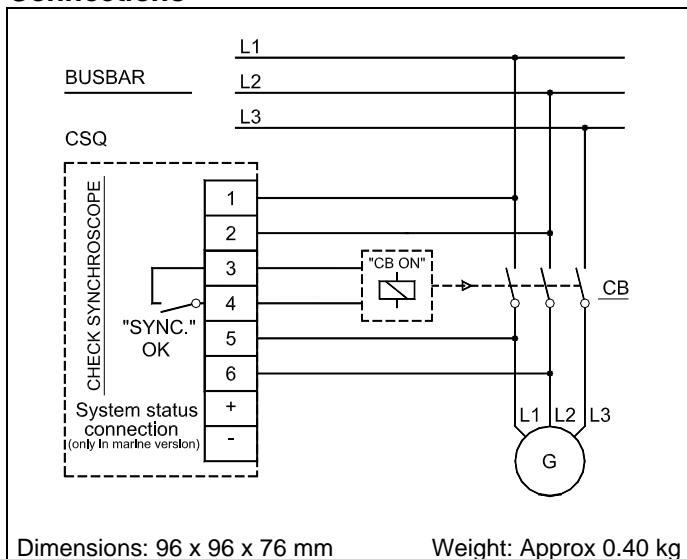 L1
BUSBAR
L2
L3
CSQ
CHECK SYNCHROSCOPE
1
2
3
"CB ON"
4
CB
"SYNC."
OK
5
6
System status
connection
(only in marine version)
+
-
L1 L2 L3
G
Dimensions: 96 x 96 x 76 mm Weight: Approx 0.40 kg